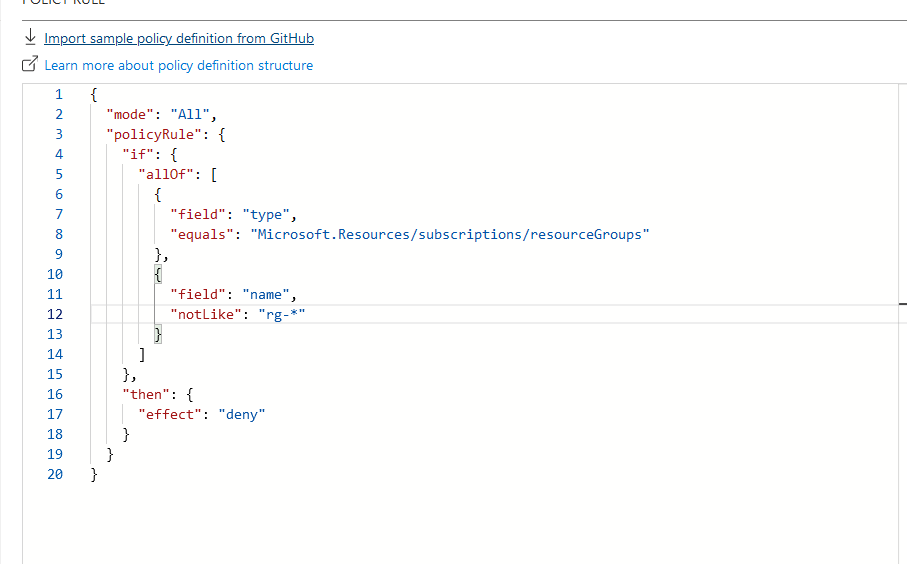 POLICY RULE
Import sample policy definition from GitHub
Learn more about policy definition structure
1 {
2 "mode": "All",
3 "policyRule": {
4 "if": {
5 "allOf": [
6 {
7 "field": "type",
8 "equals": "Microsoft.Resources/subscriptions/resourceGroups"
9 },
10 {
11 "field": "name",
12 "notLike": "rg-*"
13 }
14 ]
15 },
16 "then": {
17 "effect": "deny"
18 }
19 }
20 }